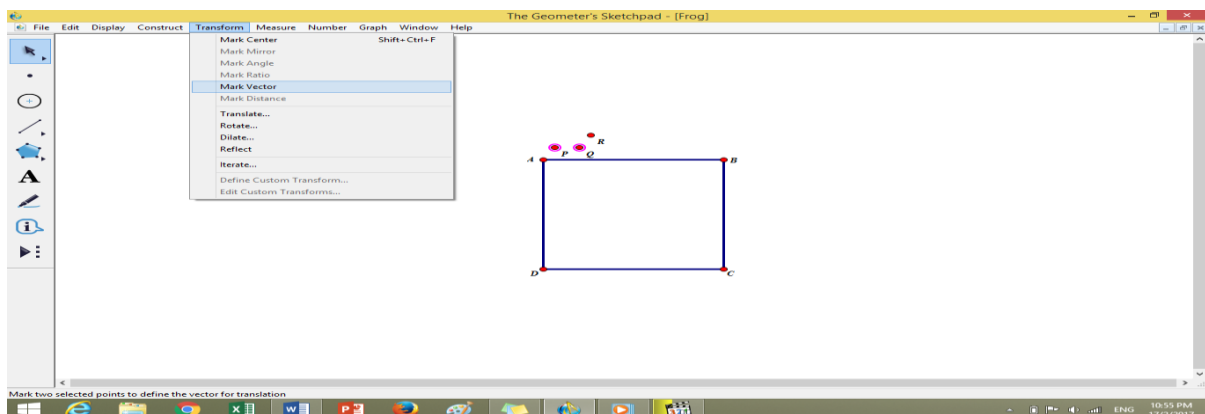 The Geometer's Sketchpad - [Frog]
File Edit Display Construct Transform Measure Number Graph Window Help
Mark Center Shift+Ctrl+F
Mark Mirror
Mark Angle
Mark Ratio
Mark Vector
Mark Distance
Translate...
Rotate...
Dilate...
Reflect
Iterate...
Define Custom Transform...
Edit Custom Transforms...
A
R
P Q
A B
D C
Mark two selected points to define the vector for translation
ENG 10:55 PM